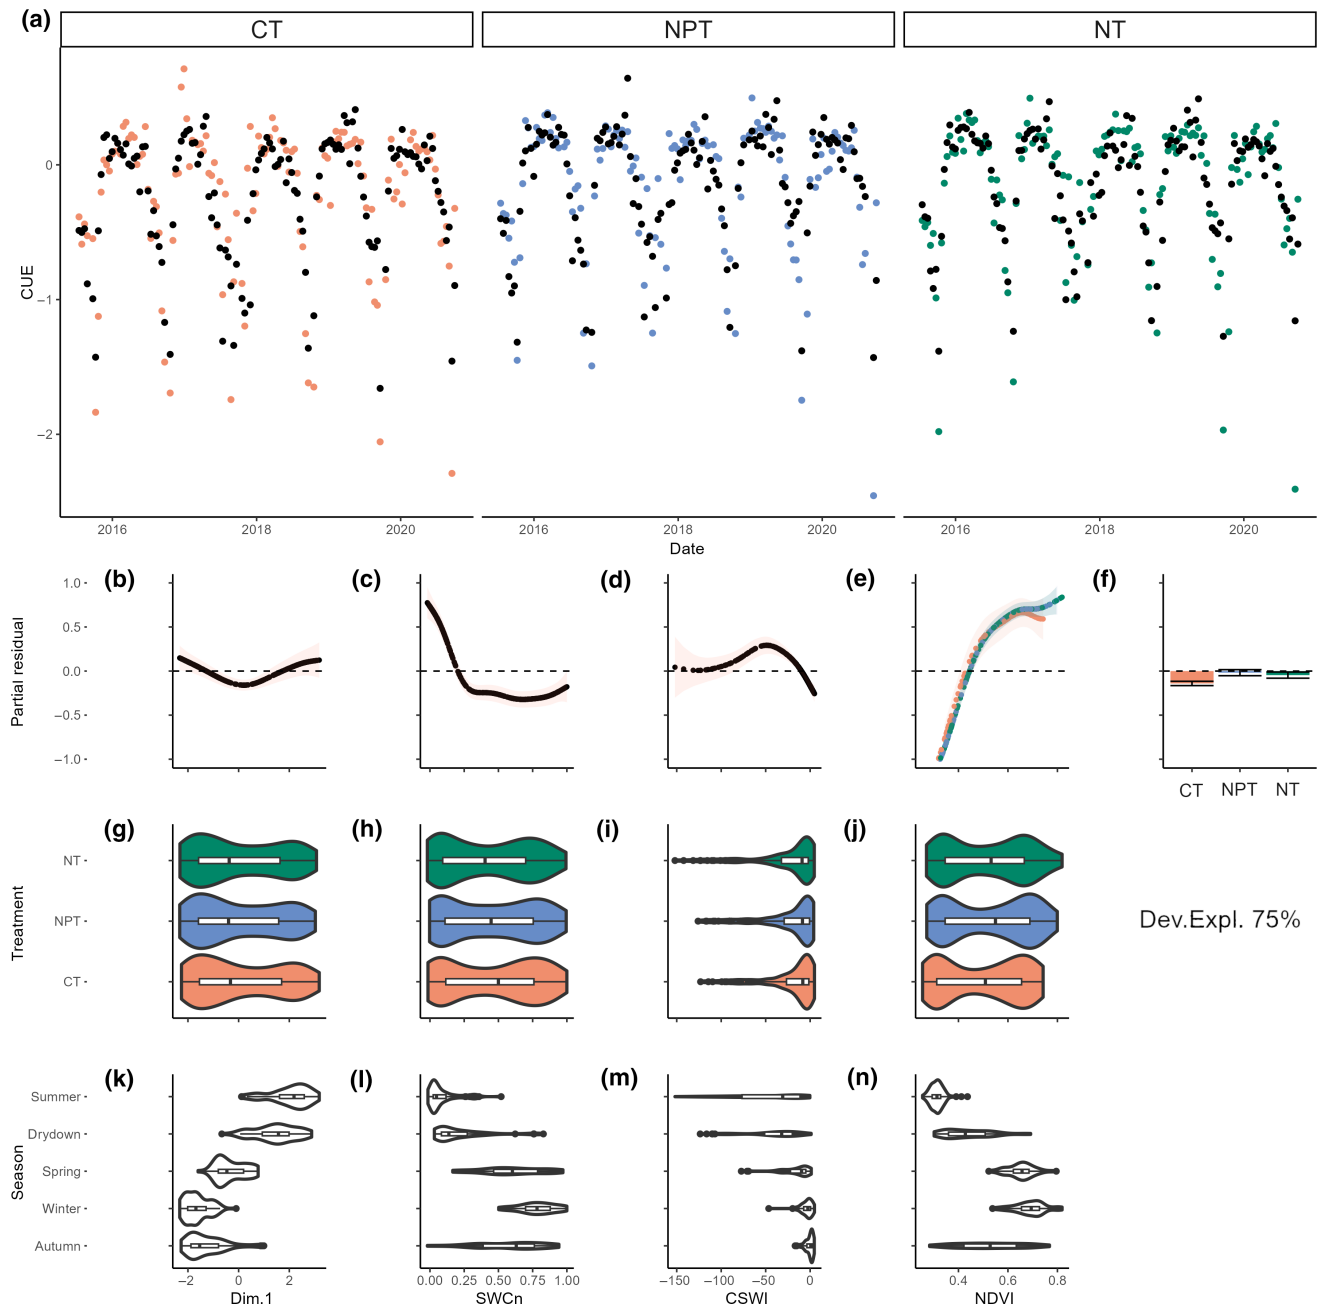 (a)
CT NPT NT
0
CUE
−1
−2
2016 2018 2020 2016 2018 2020 2016 2018 2020
Date
(b) (c) (d) (e) (f)
1.0
0.5
Partial residual
0.0
−0.5
−1.0
CT NPT NT
(g) (h) (i) (j)
NT
Treatment
NPT
CT
Dev.Expl. 75%
(k) (l) (m) (n)
Season
Summer
Drydown
Spring
Winter
Autumn
−2 0 2 0.00 0.25 0.50 0.75 1.00 −150 −100 −50 0 0.4 0.6 0.8
Dim.1 SWCn CSWI NDVI